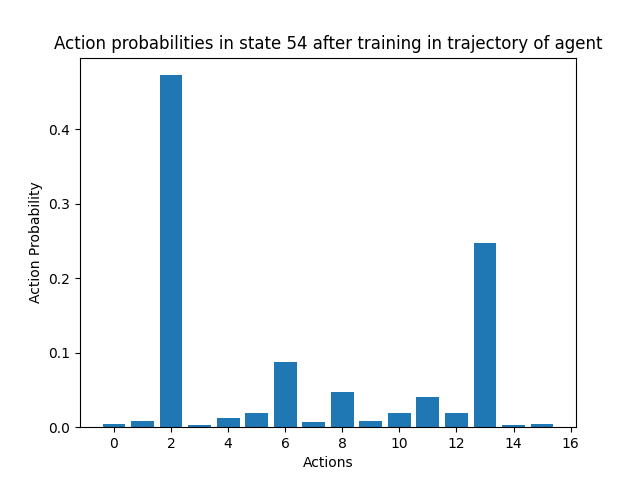 Action probabilities in state 54 after training in trajectory of agent
0.4
0.3
0.2
0.1
0.0
Action Probability
0 2 4 6 8 10 12 14 16
Actions